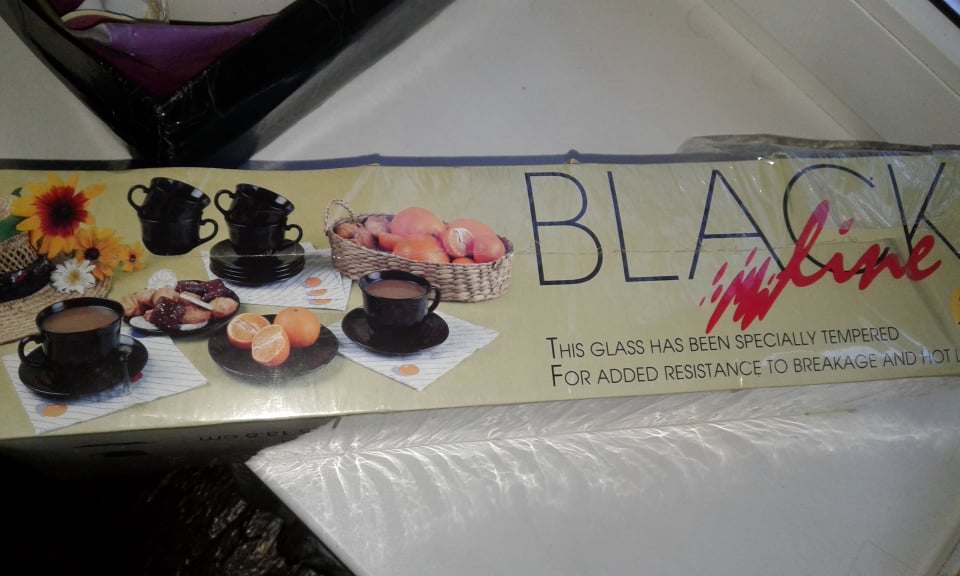 BLACK
line
THIS GLASS HAS BEEN SPECIALLY TEMPERED
FOR ADDED RESISTANCE TO BREAKAGE AND HOT L